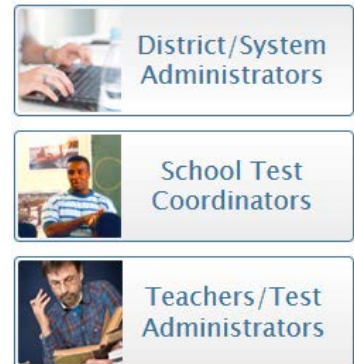 District/System
Administrators
School Test
Coordinators
Teachers/Test
Administrators